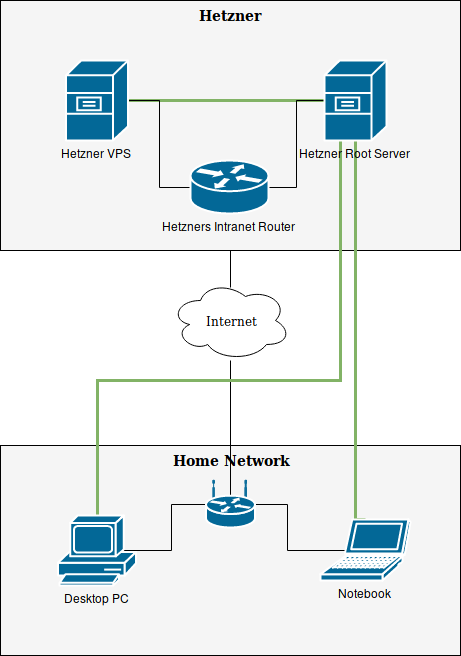 Hetzner
Hetzner VPS
Hetzner Root Server
Hetzners Intranet Router
Internet
Home Network
Desktop PC
Notebook